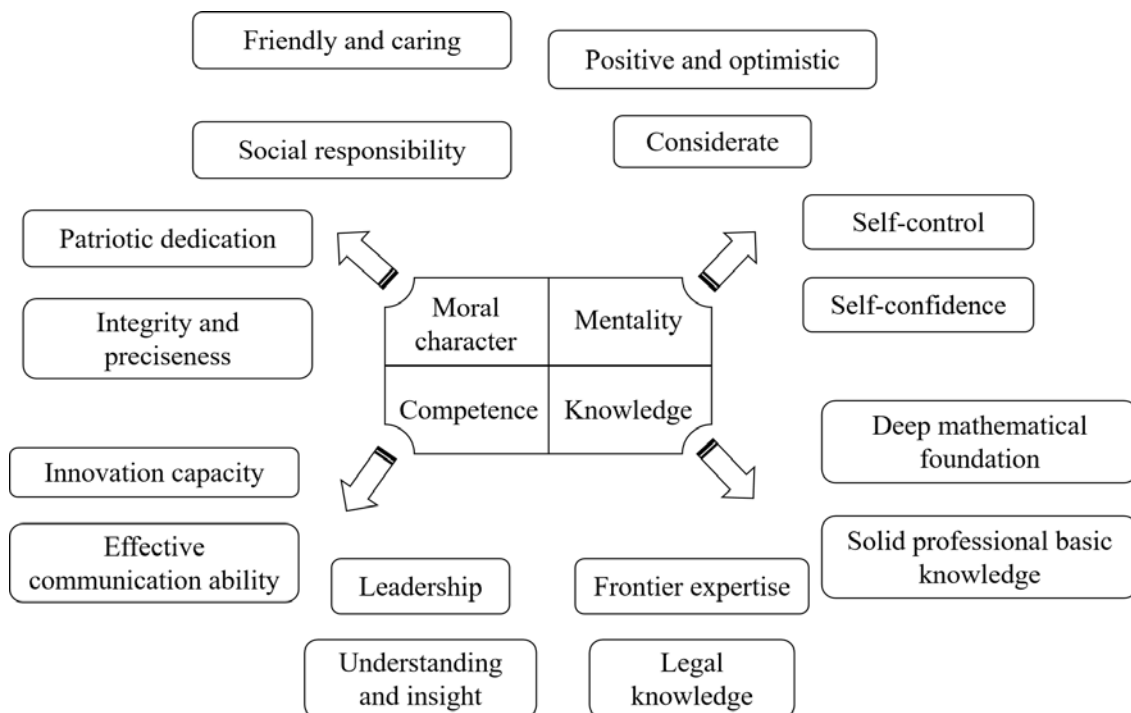 Friendly and caring
Positive and optimistic
Social responsibility
Considerate
Patriotic dedication
Self-control
Integrity and
preciseness
Self-confidence
Moral
character
Mentality
Competence
Knowledge
Innovation capacity
Effective
communication ability
Leadership
Understanding
and insight
Frontier expertise
Legal
knowledge
Deep mathematical
foundation
Solid professional basic
knowledge